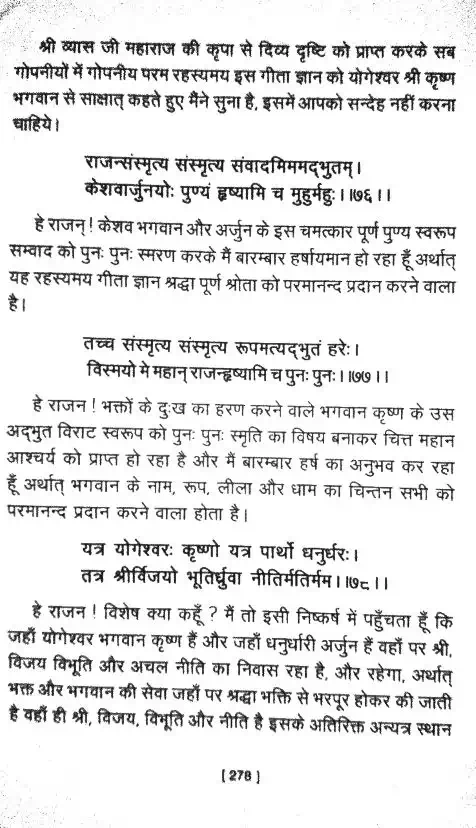 श्री व्यास जी महाराज की कृपा से दिव्य दृष्टि को प्राप्त करके सब
गोपनीयों में गोपनीय परम रहस्यमय इस गीता ज्ञान को योगेश्वर श्री कृष्ण
भगवान से साक्षात् कहते हुए मैंने सुना है, इसमें आपको सन्देह नहीं करना
चाहिये।
राजन्संस्मृत्य संस्मृत्य संवादमिममद्भुतम्।
केशवार्जुनयोः पुण्यं हृष्यामि च मुहुर्मुहुः।।७६।।
हे राजन्! केशव भगवान और अर्जुन के इस चमत्कार पूर्ण पुण्य स्वरूप
सम्वाद को पुनः पुनः स्मरण करके मैं बारम्बार हर्षायमान हो रहा हूँ अर्थात्
यह रहस्यमय गीता ज्ञान श्रद्धा पूर्ण श्रोता को परमानन्द प्रदान करने वाला
है।
तच्च संस्मृत्य संस्मृत्य रूपमत्यद्भुतं हरेः।
विस्मयो मे महान् राजन्हृष्यामि च पुनः पुनः।।७७।।
हे राजन! भक्तों के दुःख का हरण करने वाले भगवान कृष्ण के उस
अद्भुत विराट स्वरूप को पुनः पुनः स्मृति का विषय बनाकर चित्त महान
आश्चर्य को प्राप्त हो रहा है और मैं बारम्बार हर्ष का अनुभव कर रहा
हूँ अर्थात् भगवान के नाम, रूप, लीला और धाम का चिन्तन सभी को
परमानन्द प्रदान करने वाला होता है।
यत्र योगेश्वरः कृष्णो यत्र पार्थो धनुर्धरः।
तत्र श्रीर्विजयो भूतिर्ध्रुवा नीतिर्मतिर्मम।।७८।।
हे राजन! विशेष क्या कहूँ? मैं तो इसी निष्कर्ष में पहुँचता हूँ कि
जहाँ योगेश्वर भगवान कृष्ण हैं और जहाँ धनुर्धारी अर्जुन हैं वहाँ पर श्री,
विजय विभूति और अचल नीति का निवास रहा है, और रहेगा, अर्थात्
भक्त और भगवान की सेवा जहाँ पर श्रद्धा भक्ति से भरपूर होकर की जाती
है वहाँ ही श्री, विजय, विभूति और नीति है इसके अतिरिक्त अन्यत्र स्थान
[ 278 ]